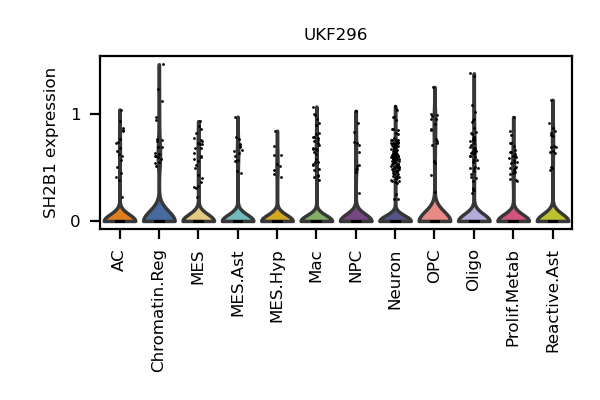 UKF296
SH2B1 expression
1
0
AC
Chromatin.Reg
MES
MES.Ast
MES.Hyp
Mac
NPC
Neuron
OPC
Oligo
Prolif.Metab
Reactive.Ast